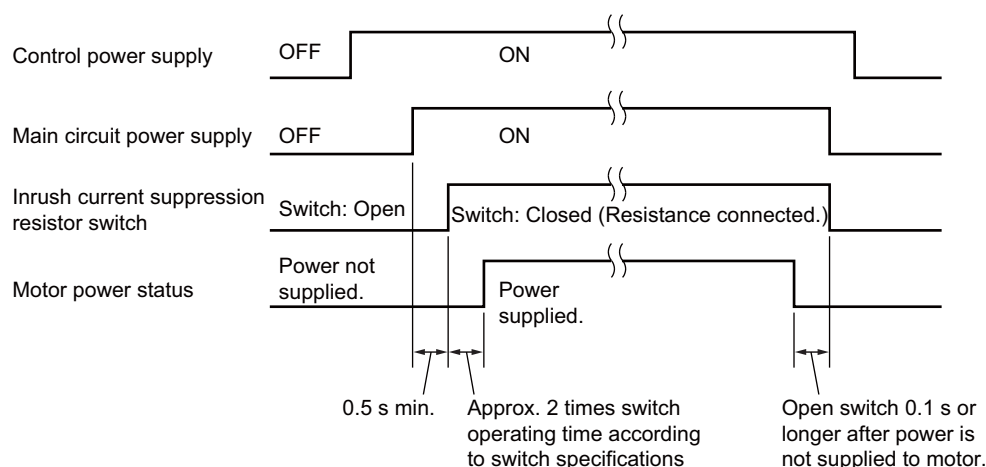 Control power supply
OFF
ON
Main circuit power supply
OFF
ON
Inrush current suppression
resistor switch
Switch: Open
Switch: Closed (Resistance connected.)
Motor power status
Power not
supplied.
Power
supplied.
0.5 s min.
Approx. 2 times switch
operating time according
to switch specifications
Open switch 0.1 s or
longer after power is
not supplied to motor.